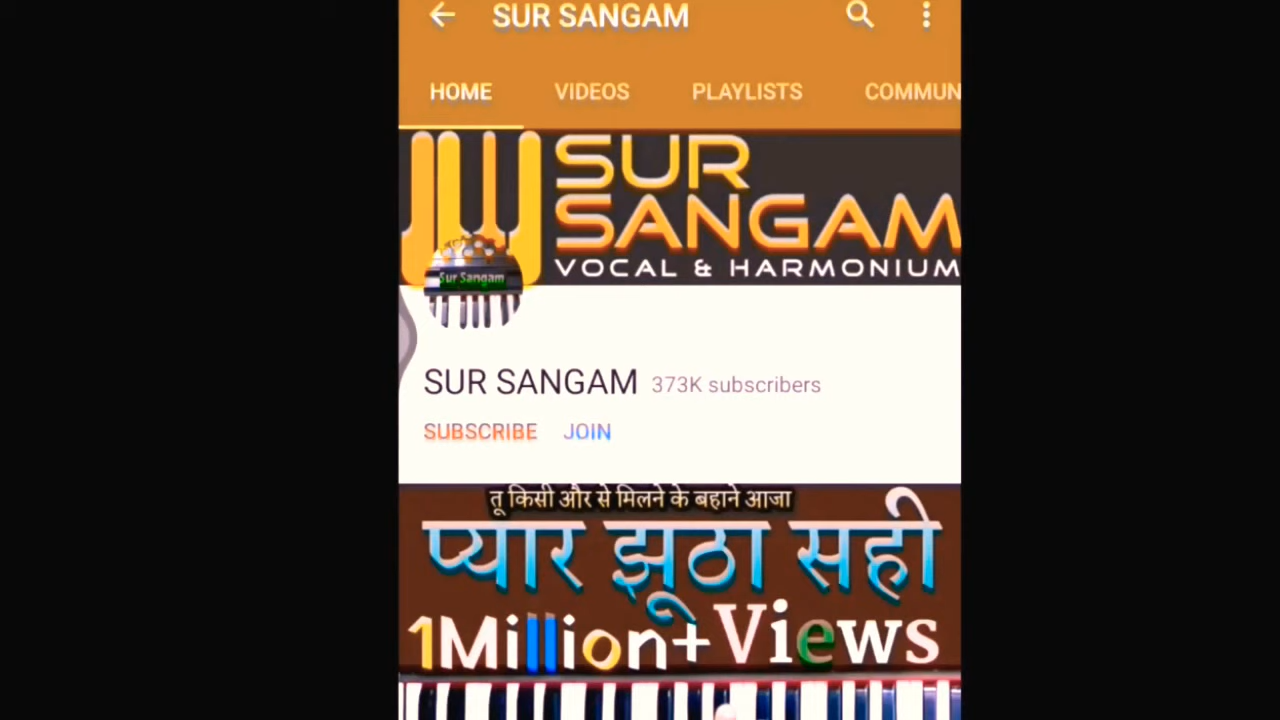 SUR SANGAM
HOME VIDEOS PLAYLISTS COMMUN
SUR
SANGAM
VOCAL & HARMONIUM
Sur Sangam
SUR SANGAM 373K subscribers
SUBSCRIBE JOIN
तू किसी और से मिलने के बहाने आजा
प्यार झूठा सही
1Million+Views